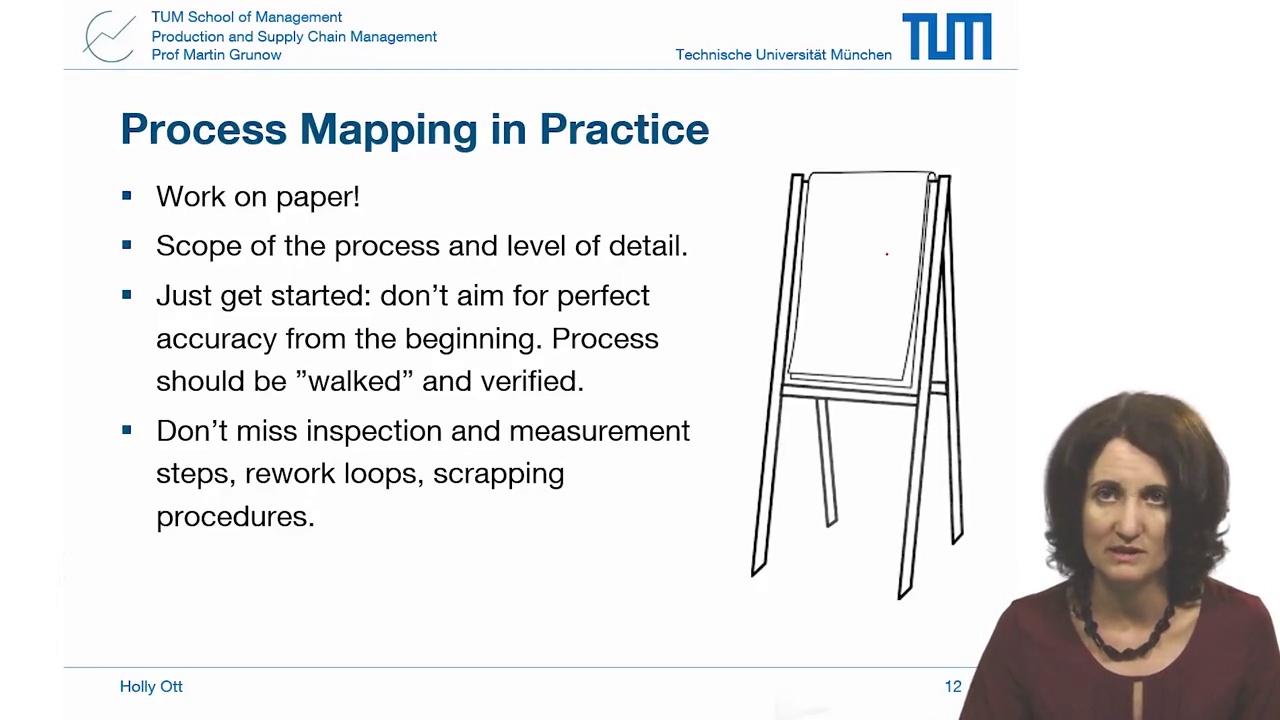 TUM School of Management
Production and Supply Chain Management
Prof Martin Grunow
Technische Universität München
TUM
Process Mapping in Practice
Work on paper!
Scope of the process and level of detail.
Just get started: don’t aim for perfect
accuracy from the beginning. Process
should be ”walked” and verified.
Don’t miss inspection and measurement
steps, rework loops, scrapping
procedures.
Holly Ott
12